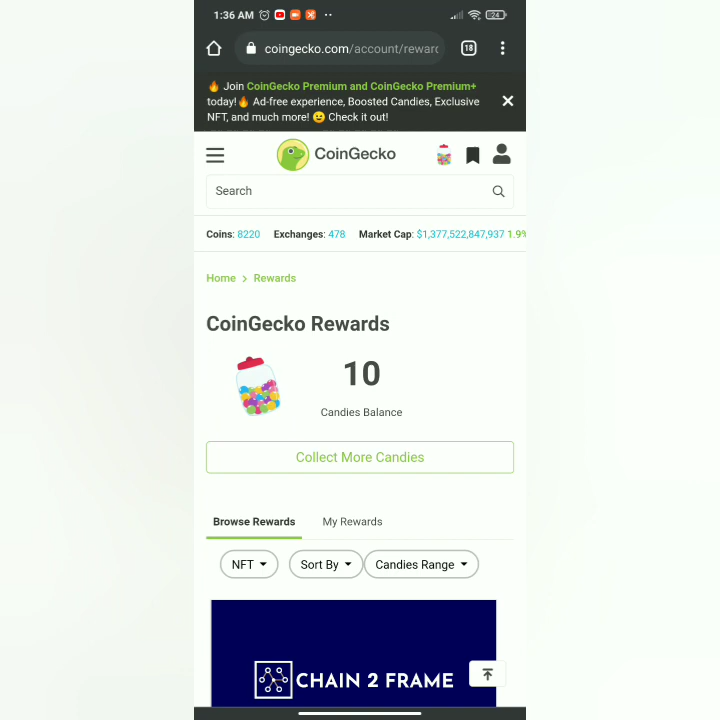 1:36 AM
24
coingecko.com/account/reward
18
🔥 Join CoinGecko Premium and CoinGecko Premium+
today!🔥 Ad-free experience, Boosted Candies, Exclusive
NFT, and much more! 😉 Check it out!
CoinGecko
Search
Coins: 8220 Exchanges: 478 Market Cap: $1,377,522,847,937 1.9%
Home > Rewards
CoinGecko Rewards
10
Candies Balance
Collect More Candies
Browse Rewards My Rewards
NFT Sort By Candies Range
CHAIN 2 FRAME